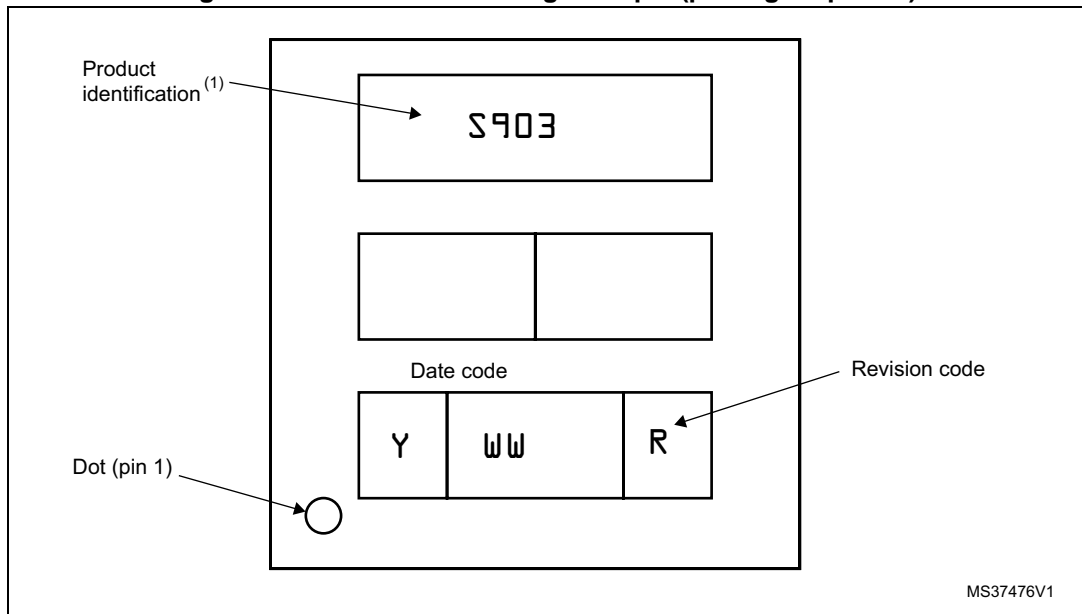 Product
identification (1)
S903
Date code
Revision code
Y WW R
Dot (pin 1)
MS37476V1